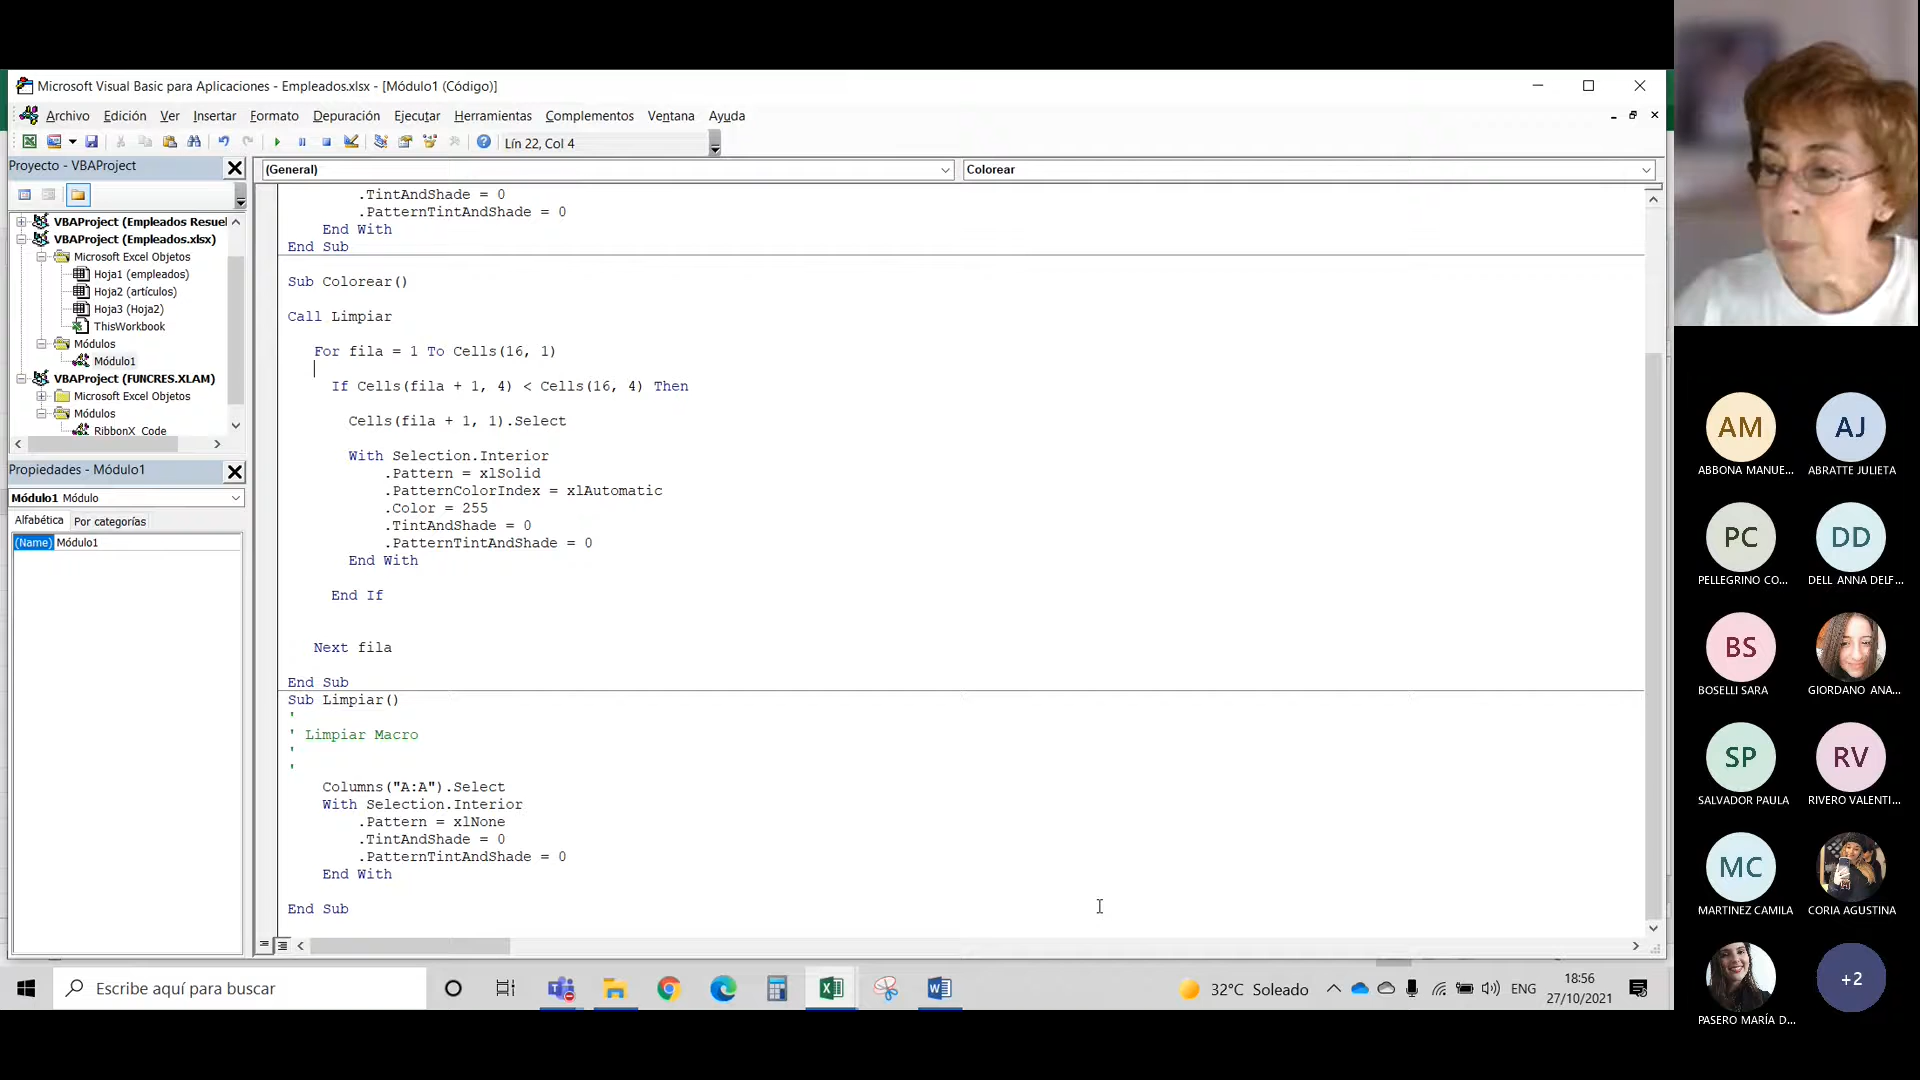 Microsoft Visual Basic para Aplicaciones - Empleados.xlsx - [Módulo1 (Código)]
Archivo Edición Ver Insertar Formato Depuración Ejecutar Herramientas Complementos Ventana Ayuda
Lín 22, Col 4
Proyecto - VBAProject
VBAProject (Empleados Resuel
VBAProject (Empleados.xlsx)
Microsoft Excel Objetos
Hoja1 (empleados)
Hoja2 (artículos)
Hoja3 (Hoja2)
ThisWorkbook
Módulos
Módulo1
VBAProject (FUNCRES.XLAM)
Microsoft Excel Objetos
Módulos
RibbonX_Code
Propiedades - Módulo1
Módulo1 Módulo
Alfabética Por categorías
(Name) Módulo1
(General) Colorear
.TintAndShade = 0
.PatternTintAndShade = 0
End With
End Sub
Sub Colorear()
Call Limpiar
For fila = 1 To Cells(16, 1)
If Cells(fila + 1, 4) < Cells(16, 4) Then
Cells(fila + 1, 1).Select
With Selection.Interior
.Pattern = xlSolid
.PatternColorIndex = xlAutomatic
.Color = 255
.TintAndShade = 0
.PatternTintAndShade = 0
End With
End If
Next fila
End Sub
Sub Limpiar()
'
' Limpiar Macro
'
'
Columns("A:A").Select
With Selection.Interior
.Pattern = xlNone
.TintAndShade = 0
.PatternTintAndShade = 0
End With
End Sub
Escribe aquí para buscar
32°C Soleado
ENG
18:56
27/10/2021
AM AJ
ABBONA MANUE... ABRATTE JULIETA
PC DD
PELLEGRINO CO... DELL ANNA DELF...
BS
BOSELLI SARA GIORDANO ANA...
SP RV
SALVADOR PAULA RIVERO VALENTI...
MC
MARTINEZ CAMILA CORIA AGUSTINA
+2
PASERO MARÍA D...